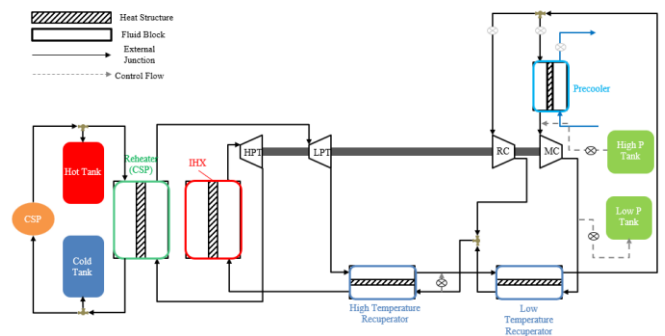 Heat Structure
Fluid Block
External
Junction
Control Flow
Precooler
Hot Tank
Reheater
(CSP)
IHX
HPT
LPT
RC
MC
High P
Tank
CSP
Cold
Tank
Low P
Tank
High Temperature
Recuperator
Low
Temperature
Recuperator